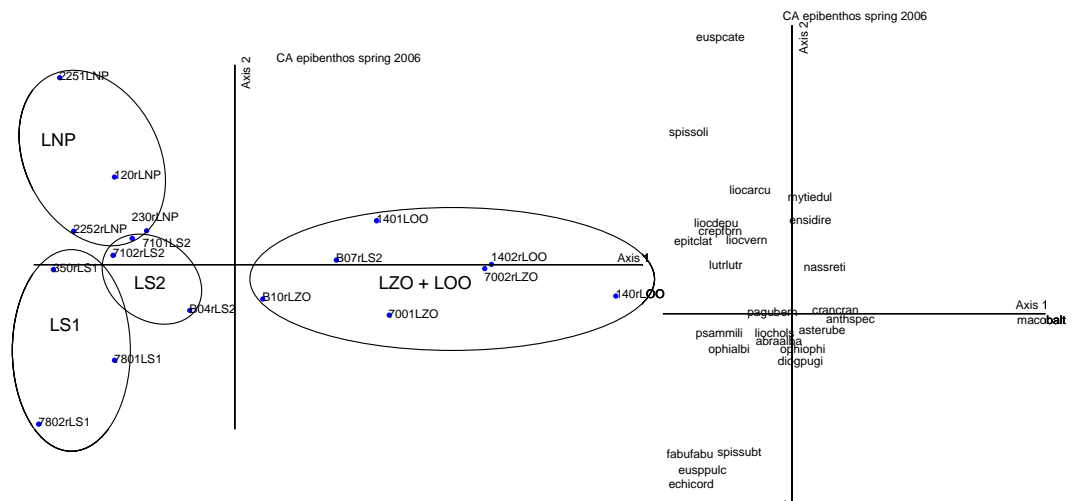 CA epibenthos spring 2006
Axis 2
2251LNP
LNP
120rLNP
230rLNP
2252rLNP
7101LS2
7102rLS2
850rLS1
LS2
B04rLS2
LS1
7801LS1
7802rLS1
1401LOO
B07rLS2
1402rLOO
7002rLZO
Axis 1
LZO + LOO
B10rLZO
140rLOO
7001LZO
CA epibenthos spring 2006
Axis 2
euspcate
spissoli
liocarcu
mytiedul
liocdepu
ensidire
crepforn
epitclat
liocvern
lutrlutr
nassreti
Axis 1
pagubern
crancran
anthspec
macobalt
psammili
liochols
asterube
abraalba
ophialbi
ophiophi
diogpugi
fabufabu
spissubt
eusppulc
echicord